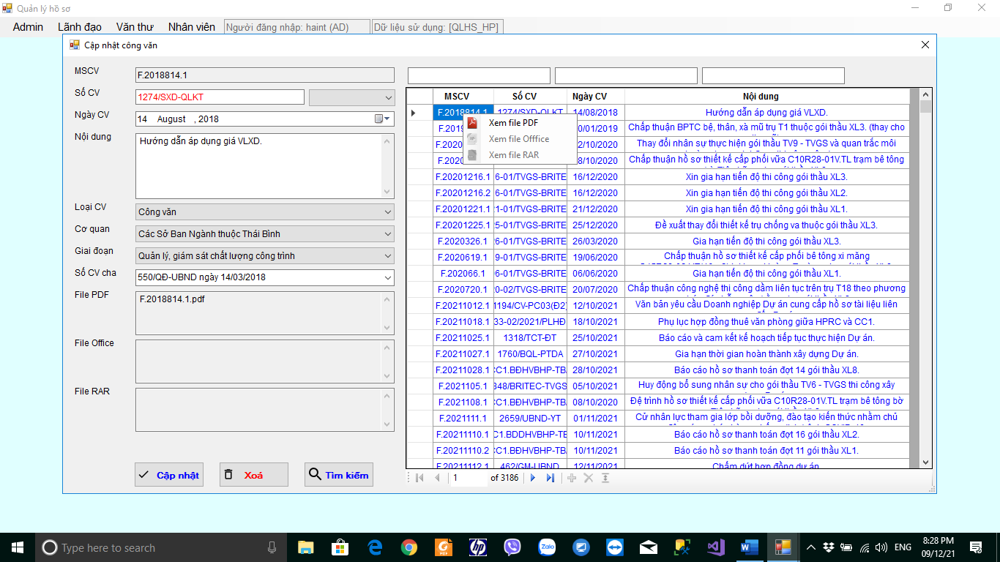 Quản lý hồ sơ
Admin Lãnh đạo Văn thư Nhân viên Người đăng nhập: haint (AD) Dữ liệu sử dụng: [QLHS_HP]
Cập nhật công văn
MSCV F.2018814.1
Số CV 1274/SXD-QLKT
Ngày CV 14 August , 2018
Nội dung Hướng dẫn áp dụng giá VLXD.
Loại CV Công văn
Cơ quan Các Sở Ban Ngành thuộc Thái Bình
Giai đoạn Quản lý, giám sát chất lượng công trình
Số CV cha 550/QĐ-UBND ngày 14/03/2018
File PDF F.2018814.1.pdf
File Office
File RAR
Cập nhật Xoá Tìm kiếm
MSCV Số CV Ngày CV Nội dung
F.2018814.1 1274/SXD-QLKT 14/08/2018 Hướng dẫn áp dụng giá VLXD.
Xem file PDF
Xem file Offfice
Xem file RAR
F.2019 0/01/2019 Chấp thuận BPTC bệ, thân, xà mũ trụ T1 thuộc gói thầu XL3. (thay cho
F.2020 2/10/2020 Thay đổi nhân sự thực hiện gói thầu TV9 - TVGS và quan trắc môi
F.2020 8/10/2020 Chấp thuận hồ sơ thiết kế cấp phối vữa C10R28-01V.TL trạm bê tông
F.20201216.1 6-01/TVGS-BRITE 16/12/2020 Xin gia hạn tiến độ thi công gói thầu XL3.
F.20201216.2 6-01/TVGS-BRITE 16/12/2020 Xin gia hạn tiến độ thi công gói thầu XL2.
F.20201221.1 21-01/TVGS-BRITE 21/12/2020 Xin gia hạn tiến độ thi công gói thầu XL1.
F.20201225.1 25-01/TVGS-BRITE 25/12/2020 Đề xuất thay đổi thiết kế trụ chống va thuộc gói thầu XL3.
F.2020326.1 26-01/TVGS-BRITE 26/03/2020 Gia hạn tiến độ thi công gói thầu XL3.
F.2020619.1 9-01/TVGS-BRITE 19/06/2020 Chấp thuận hồ sơ thiết kế cấp phối bê tông xi măng
F.202066.1 06-01/TVGS-BRITE 06/06/2020 Gia hạn tiến độ thi công gói thầu XL1.
F.2020720.1 20-02/TVGS-BRITE 20/07/2020 Chấp thuận công nghệ thi công dầm liên tục trên trụ T18 theo phương
F.20211012.1 1194/CV-PC03(Đ2) 12/10/2021 Văn bản yêu cầu Doanh nghiệp Dự án cung cấp hồ sơ tài liệu liên
F.20211018.1 33-02/2021/PLHĐ 18/10/2021 Phụ lục hợp đồng thuê văn phòng giữa HPRC và CC1.
F.20211025.1 1318/TCT-ĐT 25/10/2021 Báo cáo và cam kết kế hoạch tiếp tục thực hiện Dự án.
F.20211027.1 1760/BQL-PTDA 27/10/2021 Gia hạn thời gian hoàn thành xây dựng Dự án.
F.20211028.1 CC1.BĐHVBHP-TB 28/10/2021 Báo cáo hồ sơ thanh toán đợt 14 gói thầu XL8.
F.2021105.1 348/BRITEC-TVGS 05/10/2021 Huy động bổ sung nhân sự cho gói thầu TV6 - TVGS thi công xây
F.2021108.1 CC1.BĐHVBHP-TB 08/10/2020 Đệ trình hồ sơ thiết kế cấp phối vữa C10R28-01V.TL trạm bê tông bờ
F.2021111.1 2659/UBND-YT 01/11/2021 Cử nhân lực tham gia lớp bồi dưỡng, đào tạo kiến thức nhằm chủ
F.20211110.1 C1.BDDHVBHP-TB 10/11/2021 Báo cáo hồ sơ thanh toán đợt 16 gói thầu XL2.
F.20211110.2 CC1.BĐHVBHP-TB 10/11/2021 Báo cáo hồ sơ thanh toán đợt 11 gói thầu XL1.
F.20211112.1 462/GM-UBND 12/11/2021 Chấm dứt hợp đồng dự án
1 of 3186
Type here to search
ENG
8:28 PM
09/12/21